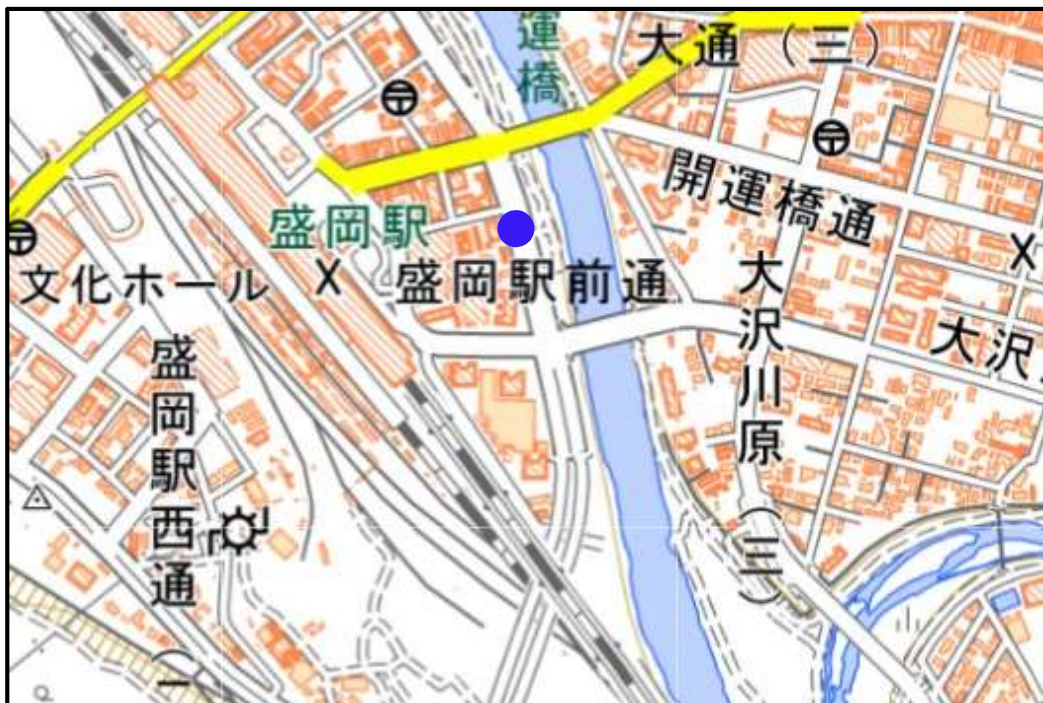 運橋
大通（三）
開運橋通
盛岡駅
文化ホール
盛岡駅前通
大沢川原（三）
大沢
盛岡駅西通（一